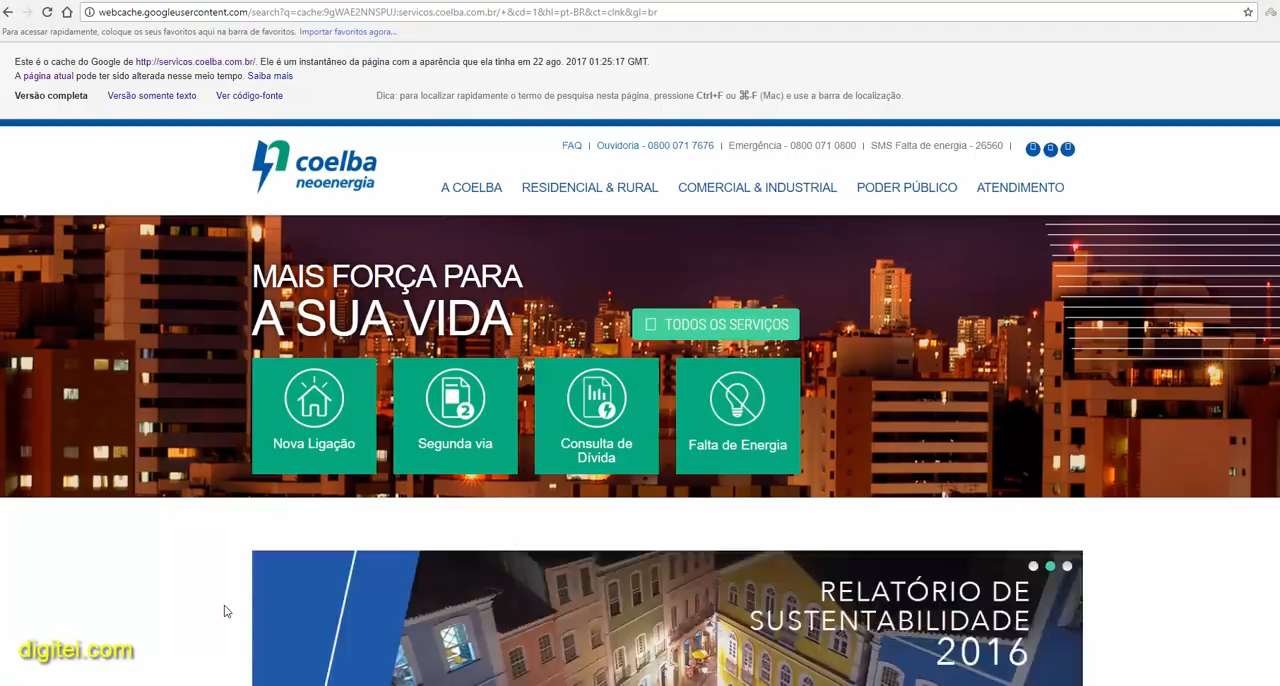 webcache.googleusercontent.com/search?q=cache:9gWAE2NNSPUJ:servicos.coelba.com.br/+&cd=1&hl=pt-BR&ct=clnk&gl=br
Para acessar rapidamente, coloque os seus favoritos aqui na barra de favoritos. Importar favoritos agora...
Este é o cache do Google de http://servicos.coelba.com.br/. Ele é um instantâneo da página com a aparência que ela tinha em 22 ago. 2017 01:25:17 GMT.
A página atual pode ter sido alterada nesse meio tempo. Saiba mais
Versão completa Versão somente texto Ver código-fonte Dica: para localizar rapidamente o termo de pesquisa nesta página, pressione Ctrl+F ou ⌘-F (Mac) e use a barra de localização.
FAQ | Ouvidoria - 0800 071 7676 | Emergência - 0800 071 0800 | SMS Falta de energia - 26560 |
coelba
neoenergia
A COELBA RESIDENCIAL & RURAL COMERCIAL & INDUSTRIAL PODER PÚBLICO ATENDIMENTO
MAIS FORÇA PARA
A SUA VIDA
TODOS OS SERVIÇOS
2
Nova Ligação
Segunda via
Consulta de
Dívida
Falta de Energia
RELATÓRIO DE
SUSTENTABILIDADE
2016
digitei.com